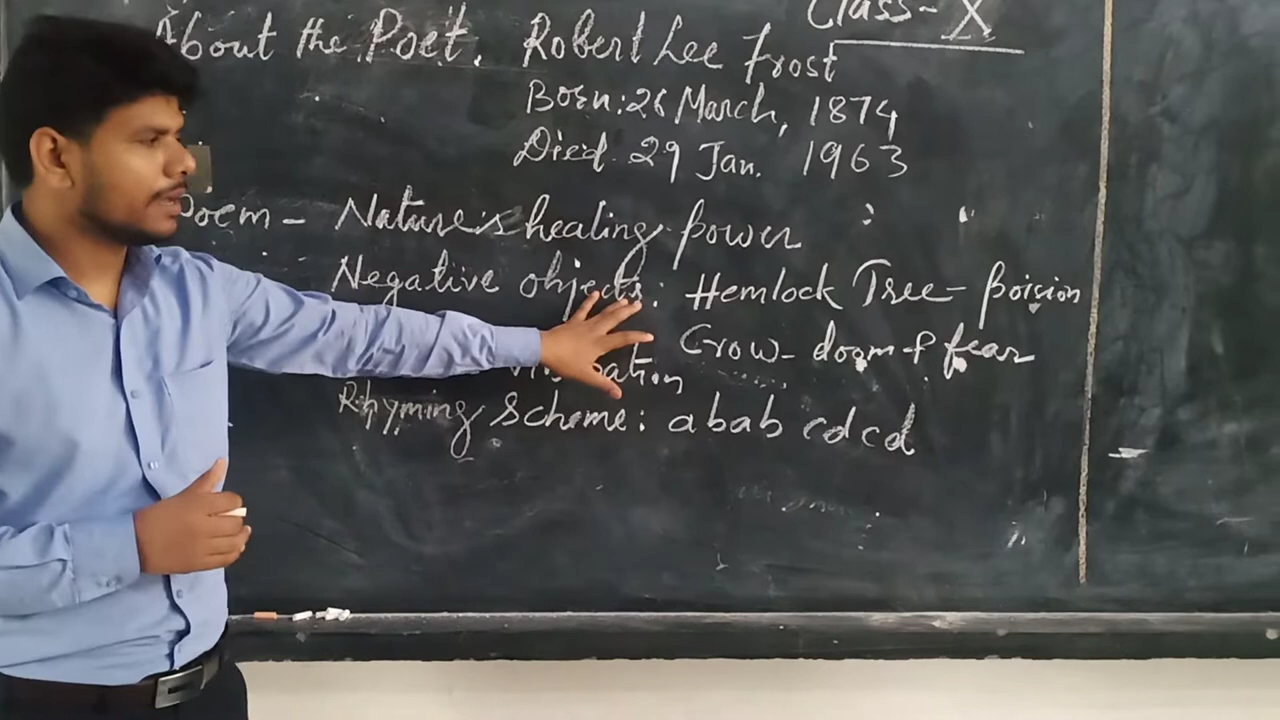 Class- X
About the Poet. Robert Lee frost
Born: 26 March, 1874
Died 29 Jan. 1963
Poem - Nature's healing power
Negative objects: Hemlock Tree - Poision
Crow - doom & fear
Rhyming Scheme: abab cdcd